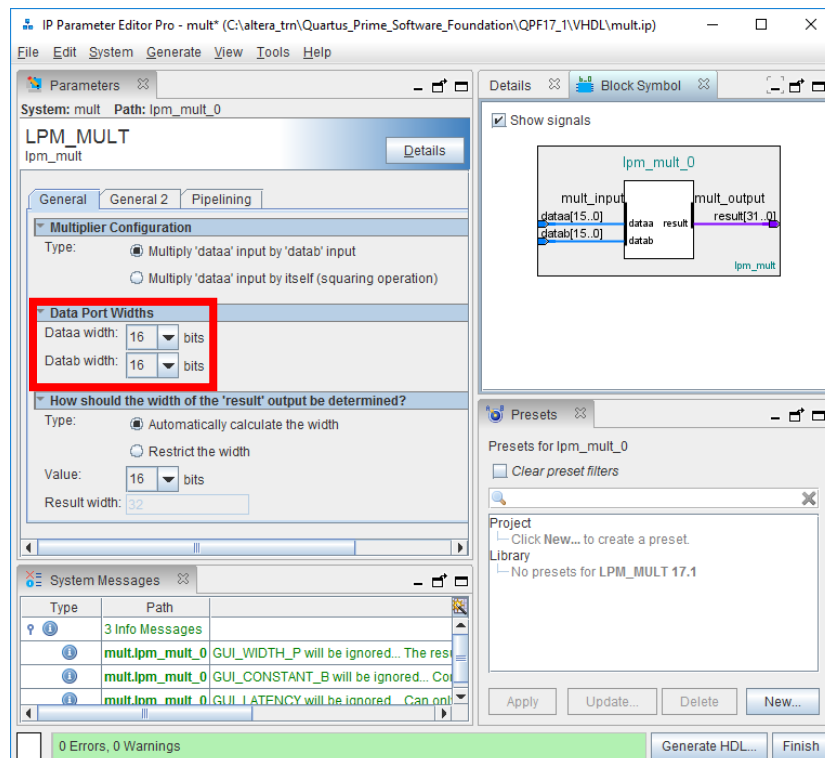 IP Parameter Editor Pro - mult* (C:\altera_trn\Quartus_Prime_Software_Foundation\QPF17_1\VHDL\mult.ip)
File Edit System Generate View Tools Help
Parameters
System: mult Path: lpm_mult_0
LPM_MULT
lpm_mult
Details
General General 2 Pipelining
Multiplier Configuration
Type: Multiply 'dataa' input by 'datab' input
Multiply 'dataa' input by itself (squaring operation)
Data Port Widths
Dataa width: 16 bits
Datab width: 16 bits
How should the width of the 'result' output be determined?
Type: Automatically calculate the width
Restrict the width
Value: 16 bits
Result width: 32
System Messages
Type Path
3 Info Messages
mult.lpm_mult_0 GUI_WIDTH_P will be ignored... The res
mult.lpm_mult_0 GUI_CONSTANT_B will be ignored... Co
mult.lpm_mult_0 GUI_LATENCY will be ignored... Can on
Details Block Symbol
Show signals
lpm_mult_0
mult_input mult_output
dataa[15..0] dataa result result[31..0]
datab[15..0] datab
lpm_mult
Presets
Presets for lpm_mult_0
Clear preset filters
Project
Click New... to create a preset.
Library
No presets for LPM_MULT 17.1
Apply Update... Delete New...
0 Errors, 0 Warnings
Generate HDL... Finish